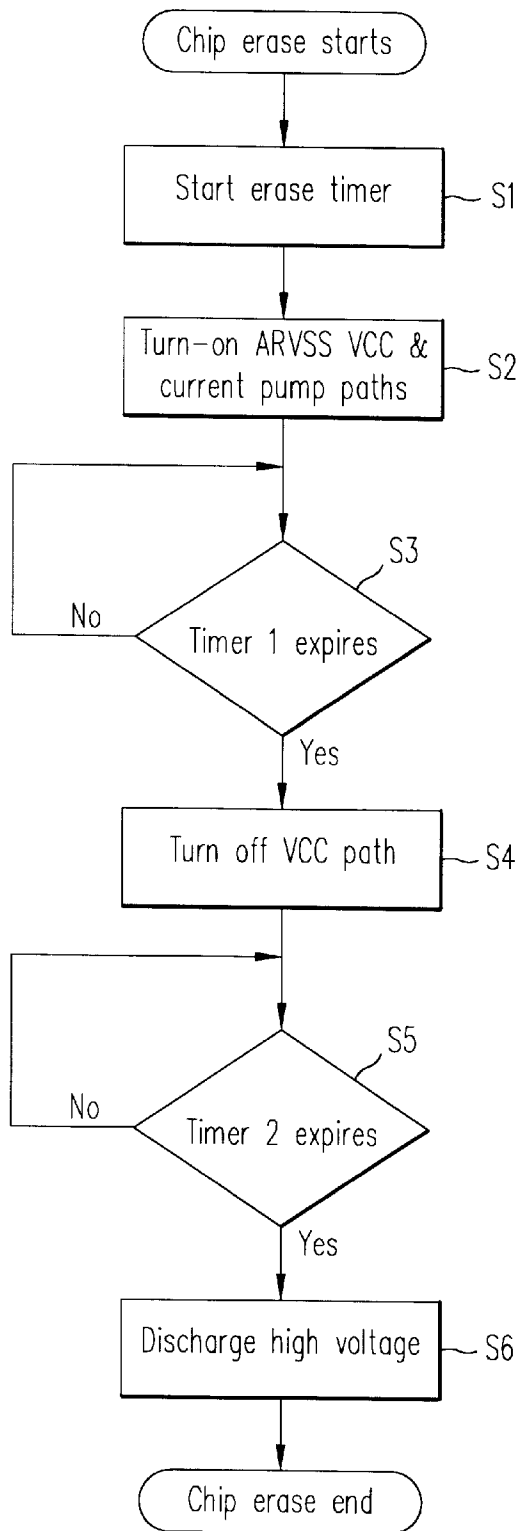 Chip erase starts
Start erase timer
S1
Turn-on ARVSS VCC &
current pump paths
S2
S3
No
Timer 1 expires
Yes
Turn off VCC path
S4
S5
No
Timer 2 expires
Yes
Discharge high voltage
S6
Chip erase end